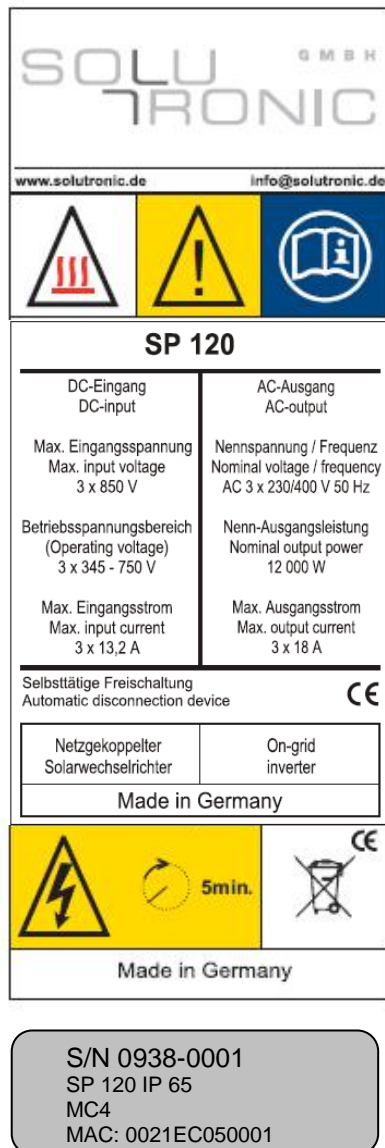 SOLU GMBH
TRONIC
www.solutronic.de info@solutronic.de
SP 120
DC-Eingang
DC-input
Max. Eingangsspannung
Max. input voltage
3 x 850 V
Betriebsspannungsbereich
(Operating voltage)
3 x 345 - 750 V
Max. Eingangsstrom
Max. input current
3 x 13,2 A
AC-Ausgang
AC-output
Nennspannung / Frequenz
Nominal voltage / frequency
AC 3 x 230/400 V 50 Hz
Nenn-Ausgangsleistung
Nominal output power
12 000 W
Max. Ausgangsstrom
Max. output current
3 x 18 A
Selbsttätige Freischaltung
Automatic disconnection device
CE
Netzgekoppelter
Solarwechselrichter
On-grid
inverter
Made in Germany
5min.
CE
Made in Germany
S/N 0938-0001
SP 120 IP 65
MC4
MAC: 0021EC050001